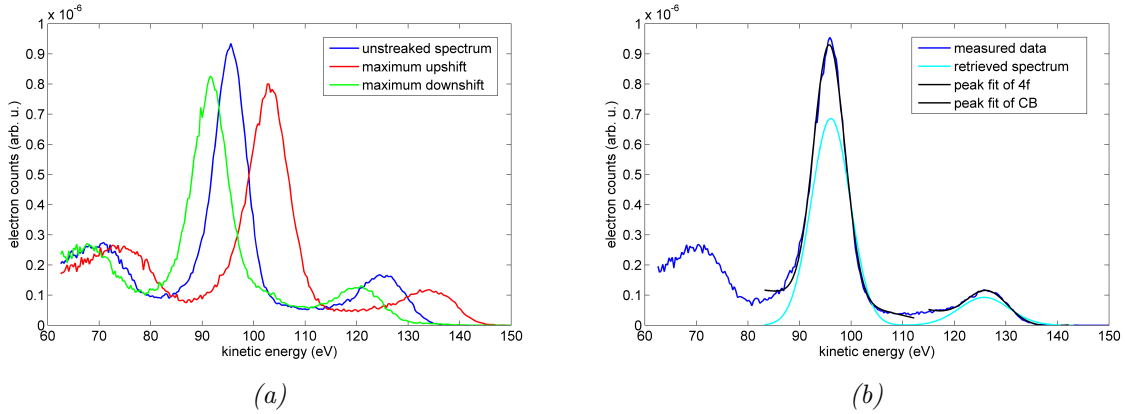 x 10⁻⁶
1
0.9
0.8
0.7
0.6
0.5
0.4
0.3
0.2
0.1
0
electron counts (arb. u.)
unstreaked spectrum
maximum upshift
maximum downshift
60 70 80 90 100 110 120 130 140 150
kinetic energy (eV)
(a)
x 10⁻⁶
1
0.9
0.8
0.7
0.6
0.5
0.4
0.3
0.2
0.1
0
electron counts (arb. u.)
measured data
retrieved spectrum
peak fit of 4f
peak fit of CB
60 70 80 90 100 110 120 130 140 150
kinetic energy (eV)
(b)